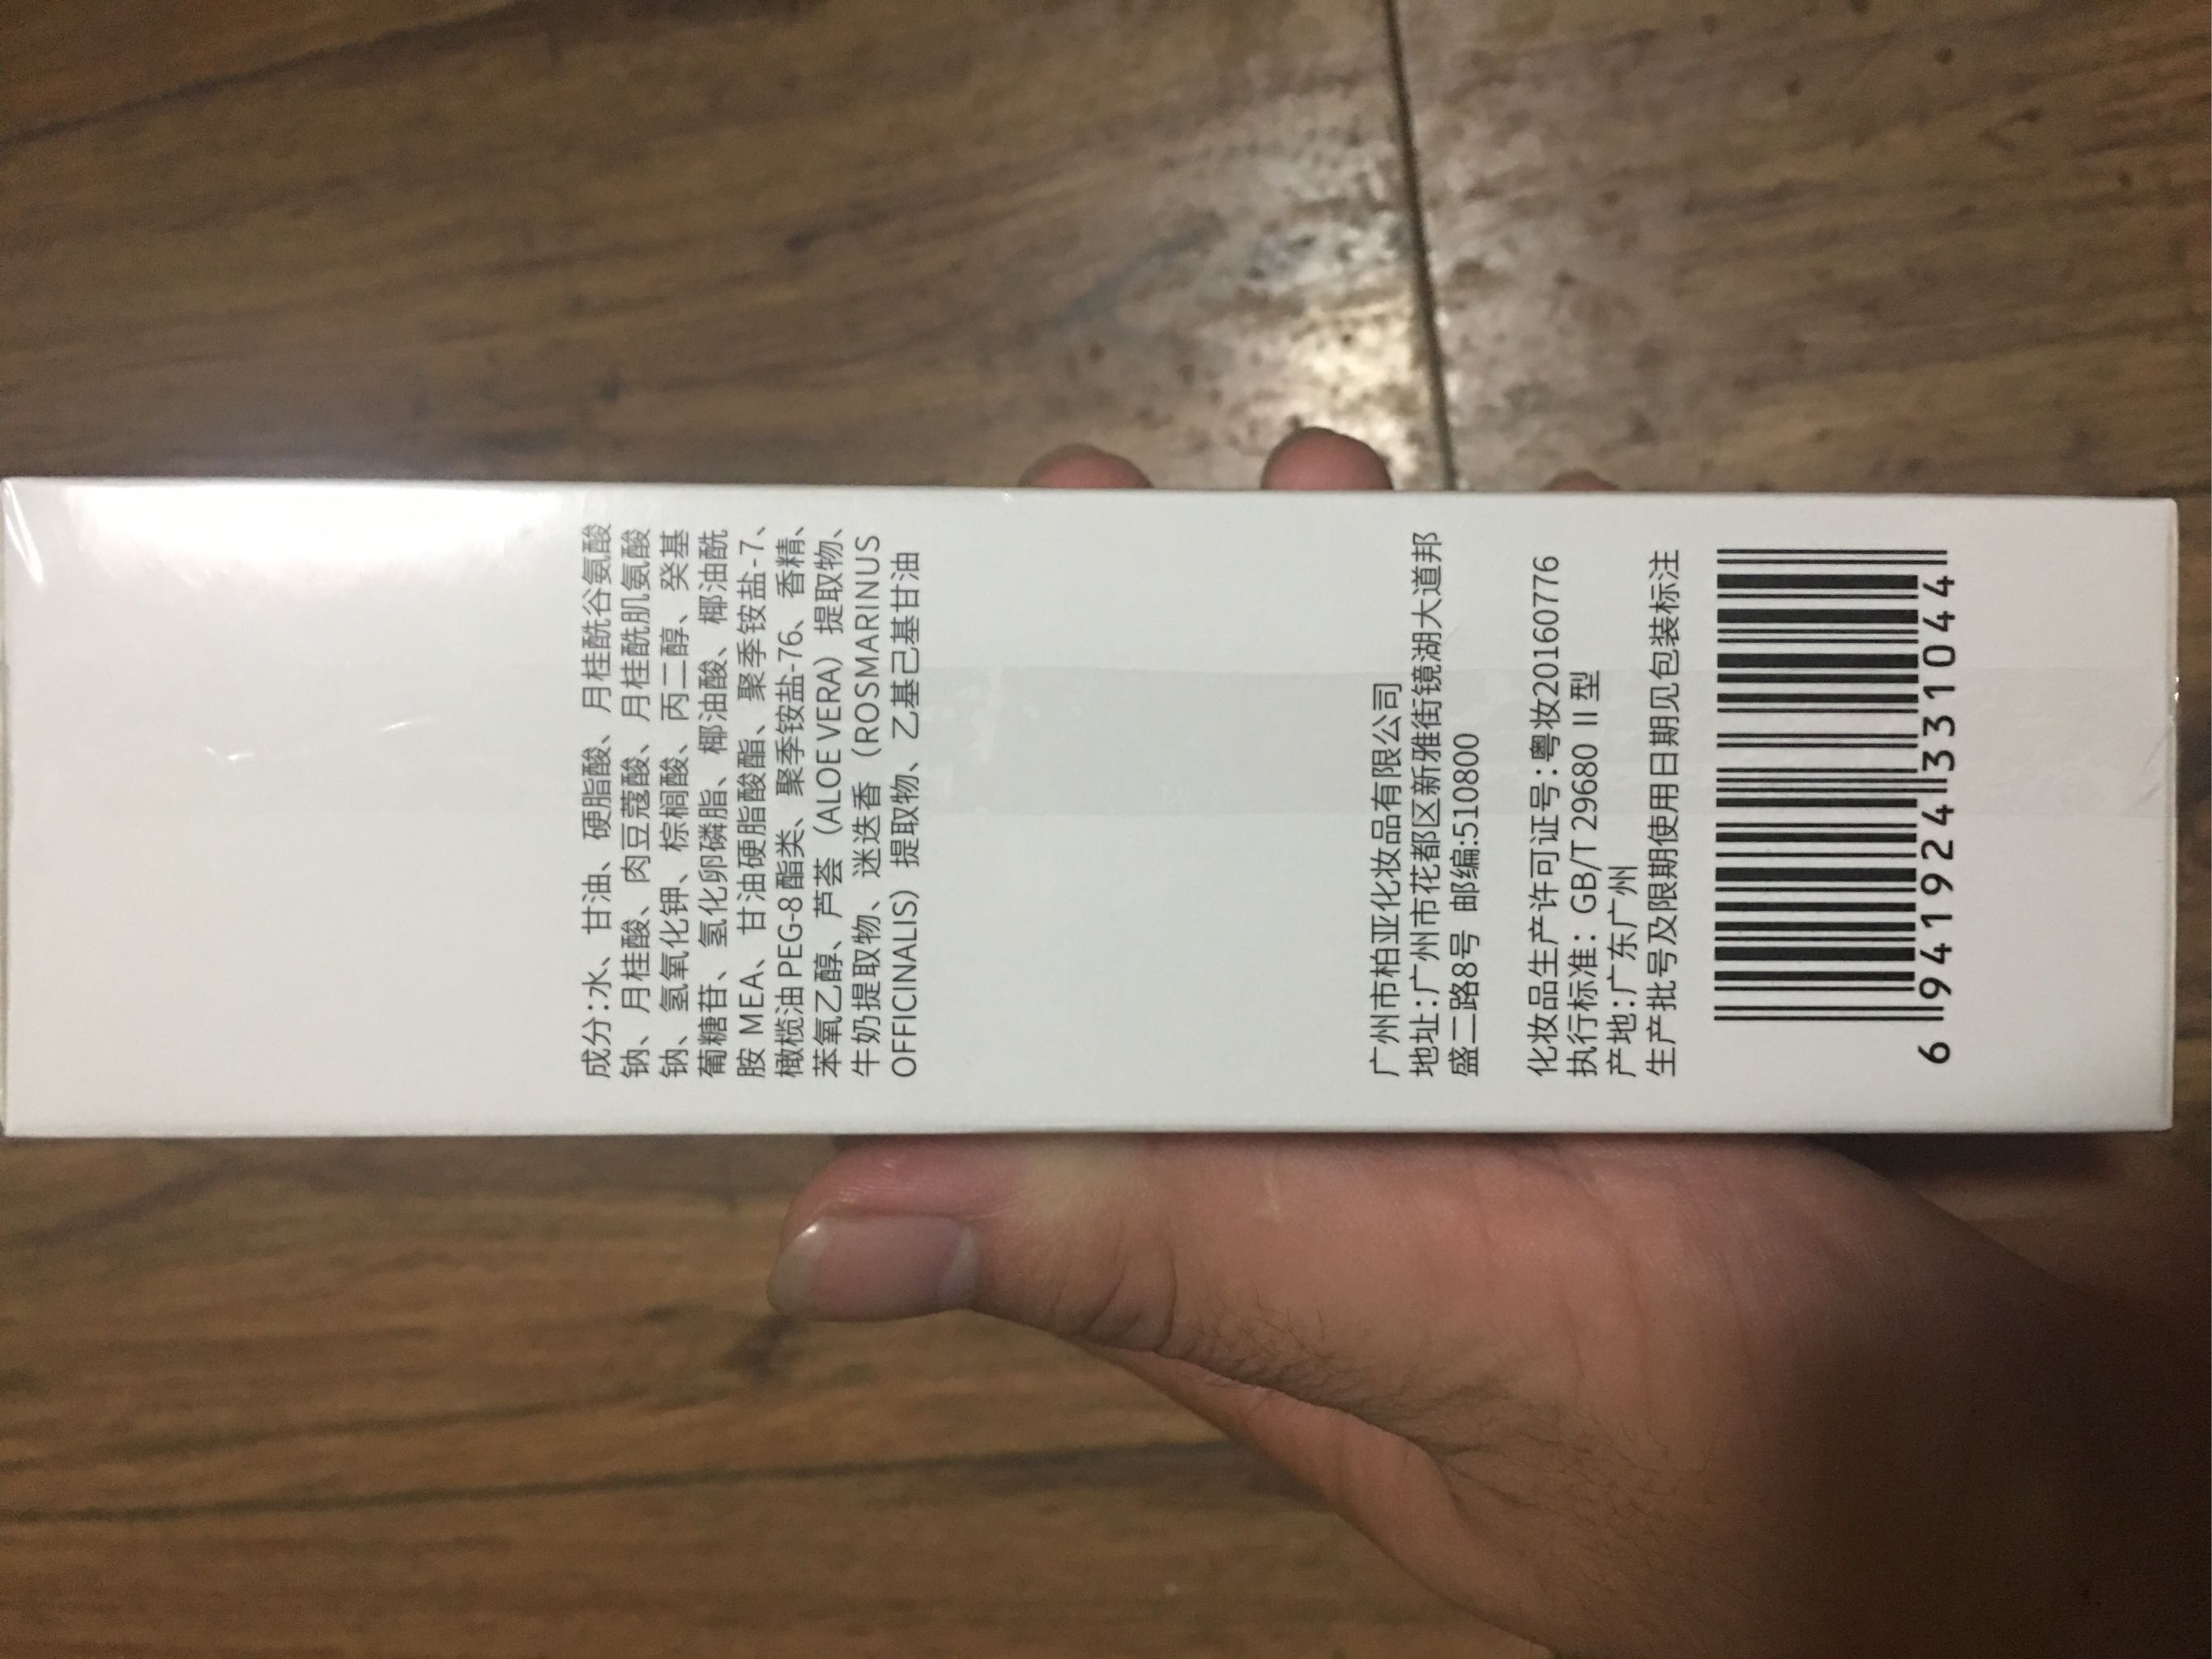 成分：水、甘油、硬脂酸、月桂酰谷氨酸
钠、月桂酸、肉豆蔻酸、月桂酰肌氨酸
钠、氢氧化钾、棕榈酸、丙二醇、癸基
葡糖苷、氢化卵磷脂、椰油酸、椰油酰
胺 MEA、甘油硬脂酸酯、聚季铵盐-7、
橄榄油 PEG-8 酯类、聚季铵盐-76、香精、
苯氧乙醇、芦荟（ALOE VERA）提取物、
牛奶提取物、迷迭香（ROSMARINUS
OFFICINALIS）提取物、乙基己基甘油
广州市柏亚化妆品有限公司
地址：广州市花都区新雅街镜湖大道邦
盛二路8号 邮编:510800
化妆品生产许可证号：粤妆20160776
执行标准：GB/T 29680 II 型
产地：广东广州
生产批号及限期使用日期见包装标注
6 941924 331044